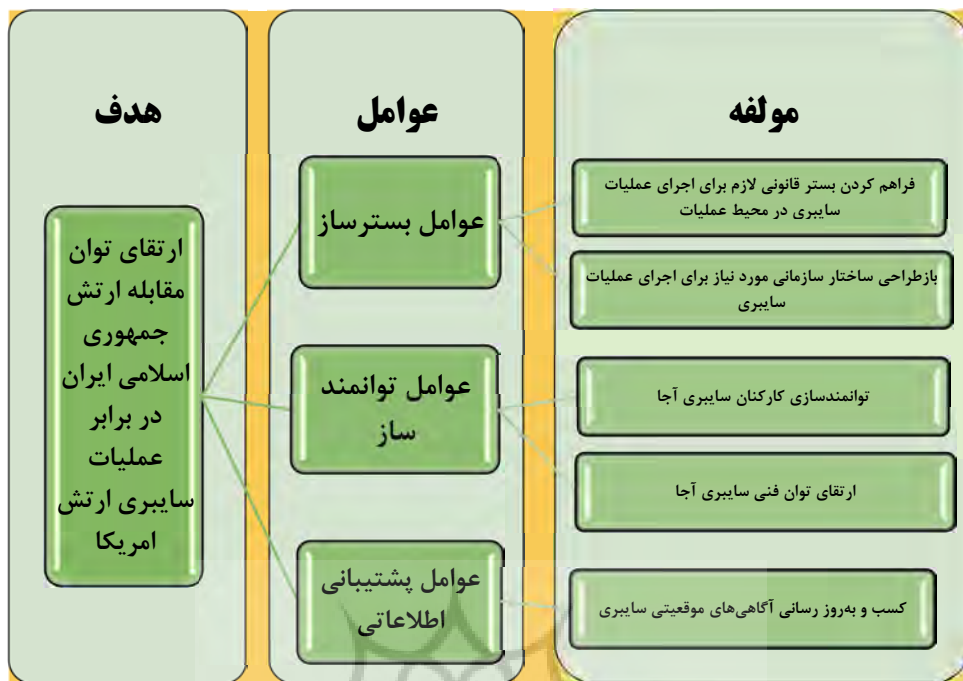 مولفه
عوامل
هدف
فراهم کردن بستر قانونی لازم برای اجرای عملیات
سایبری در محیط عملیات
بازطراحی ساختار سازمانی مورد نیاز برای اجرای عملیات
سایبری
توانمندسازی کارکنان سایبری آجا
ارتقای توان فنی سایبری آجا
کسب و به‌روز رسانی آگاهی‌های موقعیتی سایبری
عوامل بسترساز
عوامل توانمند
ساز
عوامل پشتیبانی
اطلاعاتی
ارتقای توان
مقابله ارتش
جمهوری
اسلامی ایران
در برابر
عملیات
سایبری ارتش
امریکا